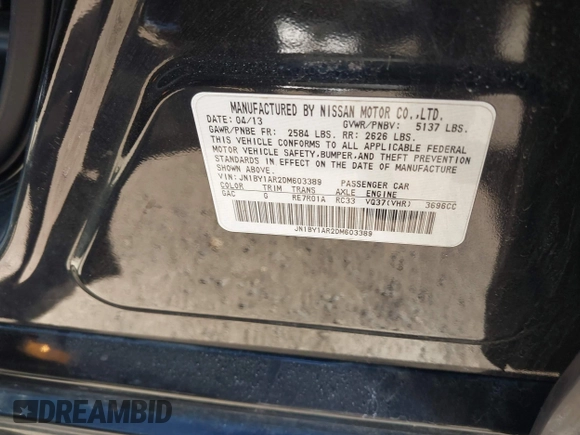 MANUFACTURED BY NISSAN MOTOR CO.,LTD.
DATE: 04/13 GVWR/PNBV: 5137 LBS.
GAWR/PNBE FR: 2584 LBS. RR: 2626 LBS.
THIS VEHICLE CONFORMS TO ALL APPLICABLE FEDERAL
MOTOR VEHICLE SAFETY,BUMPER,AND THEFT PREVENTION
STANDARDS IN EFFECT ON THE DATE OF MANUFACTURE
SHOWN ABOVE.
VIN: JN1BY1AR2DM603389 PASSENGER CAR
COLOR TRIM TRANS AXLE ENGINE
GAC G RE7R01A RC33 VQ37(VHR) 3696CC
JN1BY1AR2DM603389
DREAMBID